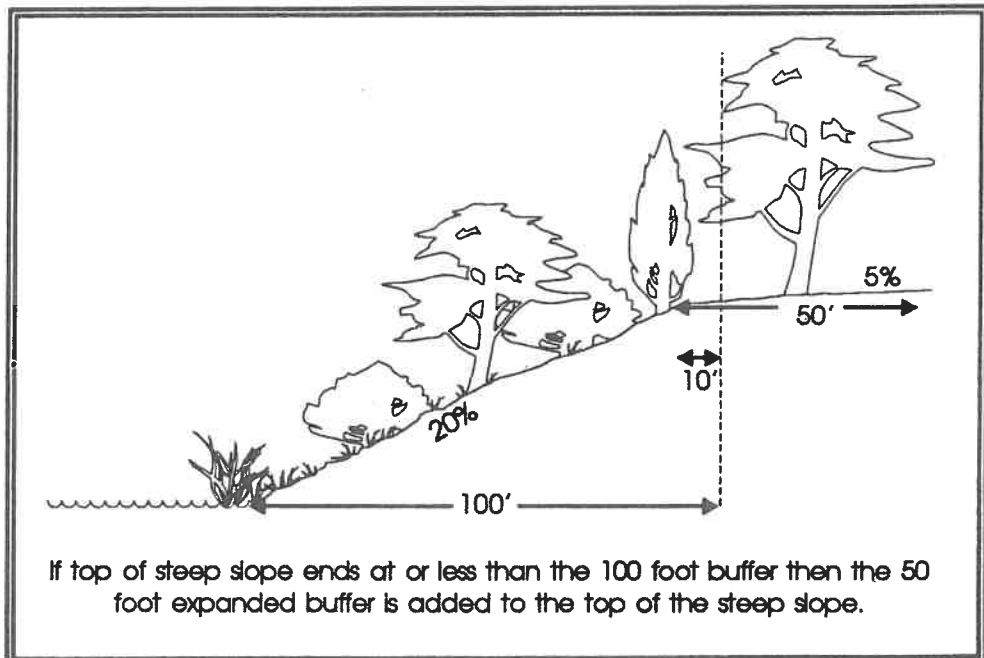 5%
50'
10'
20%
100'
If top of steep slope ends at or less than the 100 foot buffer then the 50
foot expanded buffer is added to the top of the steep slope.